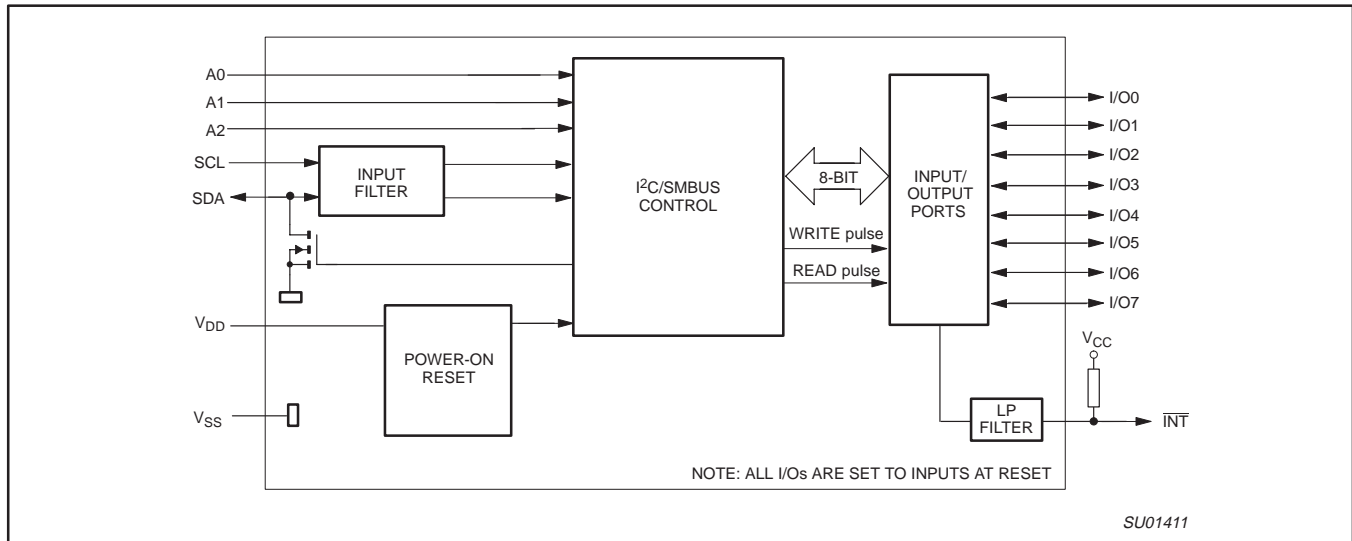 A0
A1
A2
SCL
SDA
INPUT
FILTER
I²C/SMBUS
CONTROL
8-BIT
WRITE pulse
READ pulse
INPUT/
OUTPUT
PORTS
I/O0
I/O1
I/O2
I/O3
I/O4
I/O5
I/O6
I/O7
VDD
POWER-ON
RESET
VSS
VCC
LP
FILTER
INT
NOTE: ALL I/Os ARE SET TO INPUTS AT RESET
SU01411